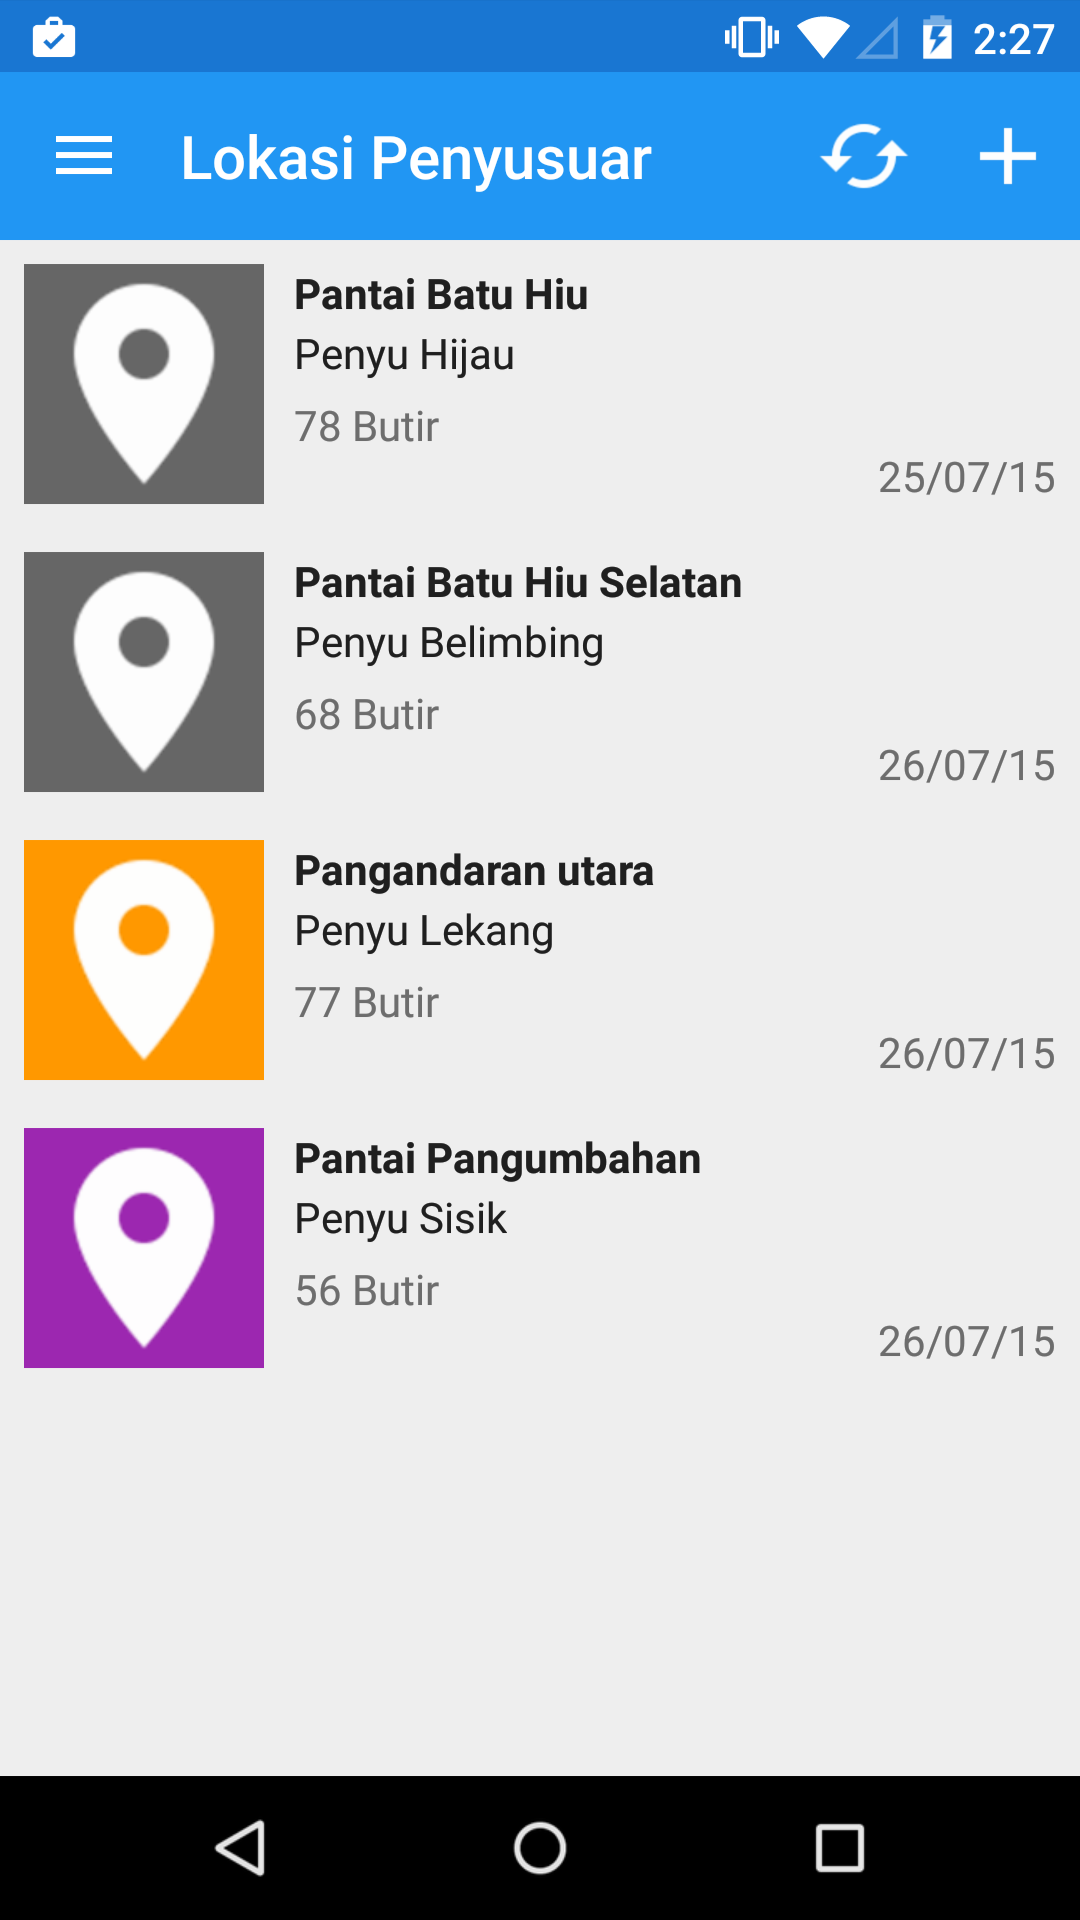 2:27
Lokasi Penyusuar
Pantai Batu Hiu
Penyu Hijau
78 Butir
25/07/15
Pantai Batu Hiu Selatan
Penyu Belimbing
68 Butir
26/07/15
Pangandaran utara
Penyu Lekang
77 Butir
26/07/15
Pantai Pangumbahan
Penyu Sisik
56 Butir
26/07/15